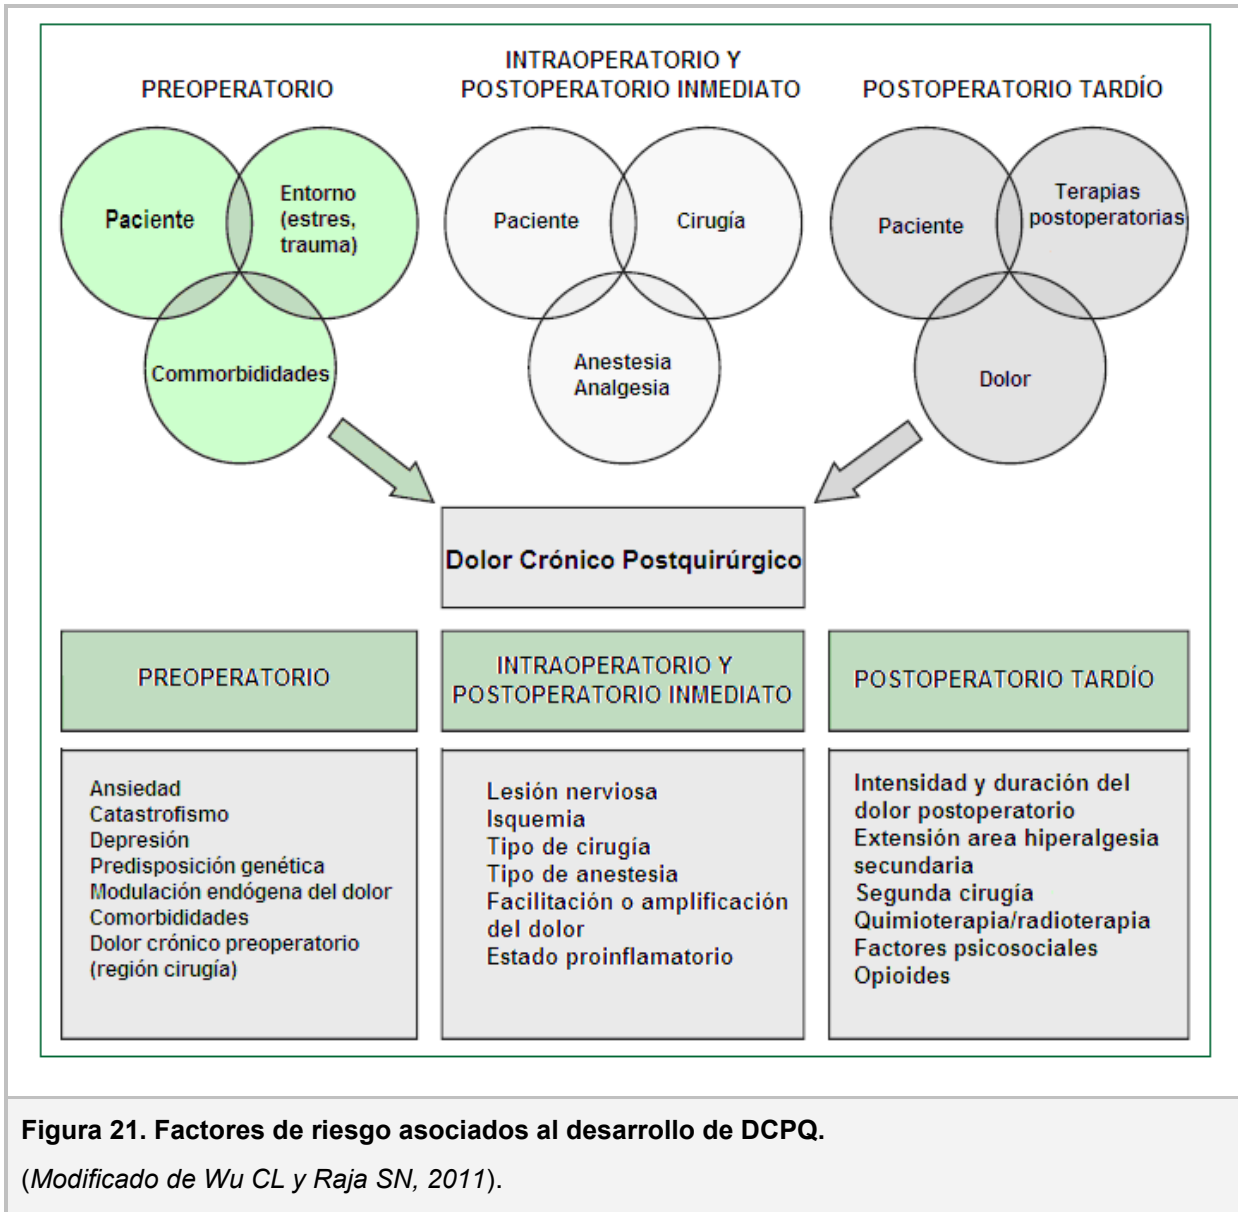 PREOPERATORIO
INTRAOPERATORIO Y
POSTOPERATORIO INMEDIATO
POSTOPERATORIO TARDÍO
Paciente
Entorno
(estres,
trauma)
Commorbididades
Paciente
Cirugía
Anestesia
Analgesia
Paciente
Terapias
postoperatorias
Dolor
Dolor Crónico Postquirúrgico
PREOPERATORIO
INTRAOPERATORIO Y
POSTOPERATORIO INMEDIATO
POSTOPERATORIO TARDÍO
Ansiedad
Catastrofismo
Depresión
Predisposición genética
Modulación endógena del dolor
Comorbididades
Dolor crónico preoperatorio
(región cirugía)
Lesión nerviosa
Isquemia
Tipo de cirugía
Tipo de anestesia
Facilitación o amplificación
del dolor
Estado proinflamatorio
Intensidad y duración del
dolor postoperatorio
Extensión area hiperalgesia
secundaria
Segunda cirugía
Quimioterapia/radioterapia
Factores psicosociales
Opioides
Figura 21. Factores de riesgo asociados al desarrollo de DCPQ.
(Modificado de Wu CL y Raja SN, 2011).